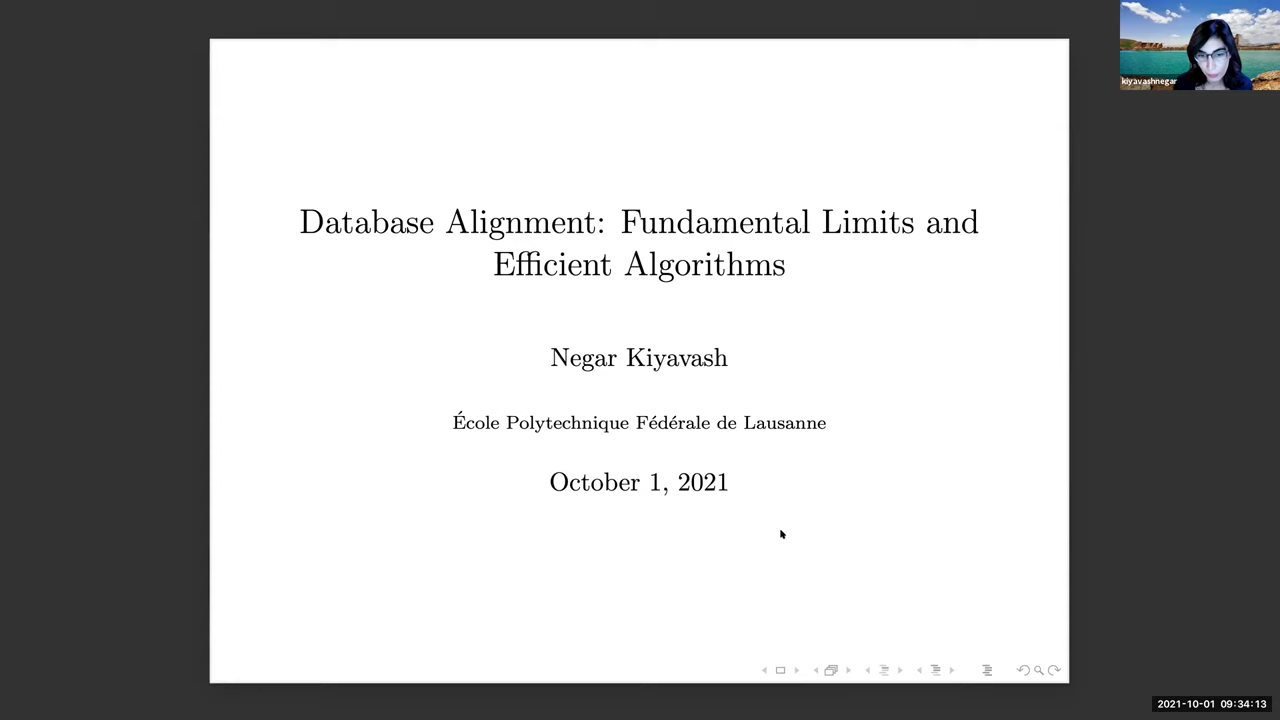 kiyavashnegar
Database Alignment: Fundamental Limits and
Efficient Algorithms
Negar Kiyavash
École Polytechnique Fédérale de Lausanne
October 1, 2021
2021-10-01 09:34:13